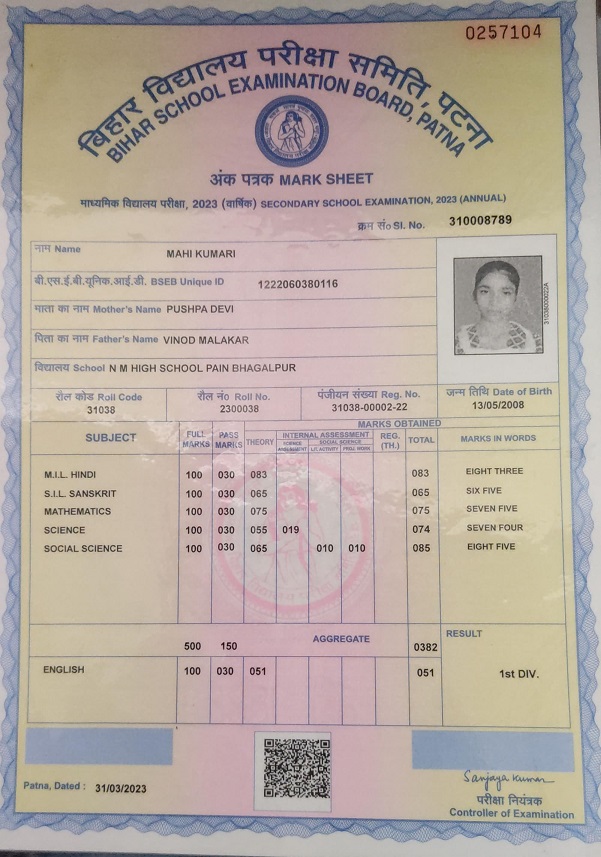 0257104
बिहार विद्यालय परीक्षा समिति, पटना
BIHAR SCHOOL EXAMINATION BOARD, PATNA
अंक पत्रक MARK SHEET
माध्यमिक विद्यालय परीक्षा, 2023 (वार्षिक) SECONDARY SCHOOL EXAMINATION, 2023 (ANNUAL)
क्रम सं० Sl. No. 310008789
नाम Name MAHI KUMARI
बी.एस.ई.बी.यूनिक.आई.डी. BSEB Unique ID 1222060380116
माता का नाम Mother's Name PUSHPA DEVI
पिता का नाम Father's Name VINOD MALAKAR
विद्यालय School N M HIGH SCHOOL PAIN BHAGALPUR
रौल कोड Roll Code रौल नं० Roll No. पंजीयन संख्या Reg. No. जन्म तिथि Date of Birth
31038 2300038 31038-00002-22 13/05/2008
MARKS OBTAINED
SUBJECT FULL MARKS PASS MARKS THEORY INTERNAL ASSESSMENT REG. (TH.) TOTAL MARKS IN WORDS
SOCIAL SCIENCE
M.I.L. HINDI 100 030 083 083 EIGHT THREE
S.I.L. SANSKRIT 100 030 065 065 SIX FIVE
MATHEMATICS 100 030 075 075 SEVEN FIVE
SCIENCE 100 030 055 019 074 SEVEN FOUR
SOCIAL SCIENCE 100 030 065 010 010 085 EIGHT FIVE
500 150 AGGREGATE 0382 RESULT
ENGLISH 100 030 051 051 1st DIV.
Patna, Dated : 31/03/2023
Sanjaya Kumar
परीक्षा नियंत्रक
Controller of Examination